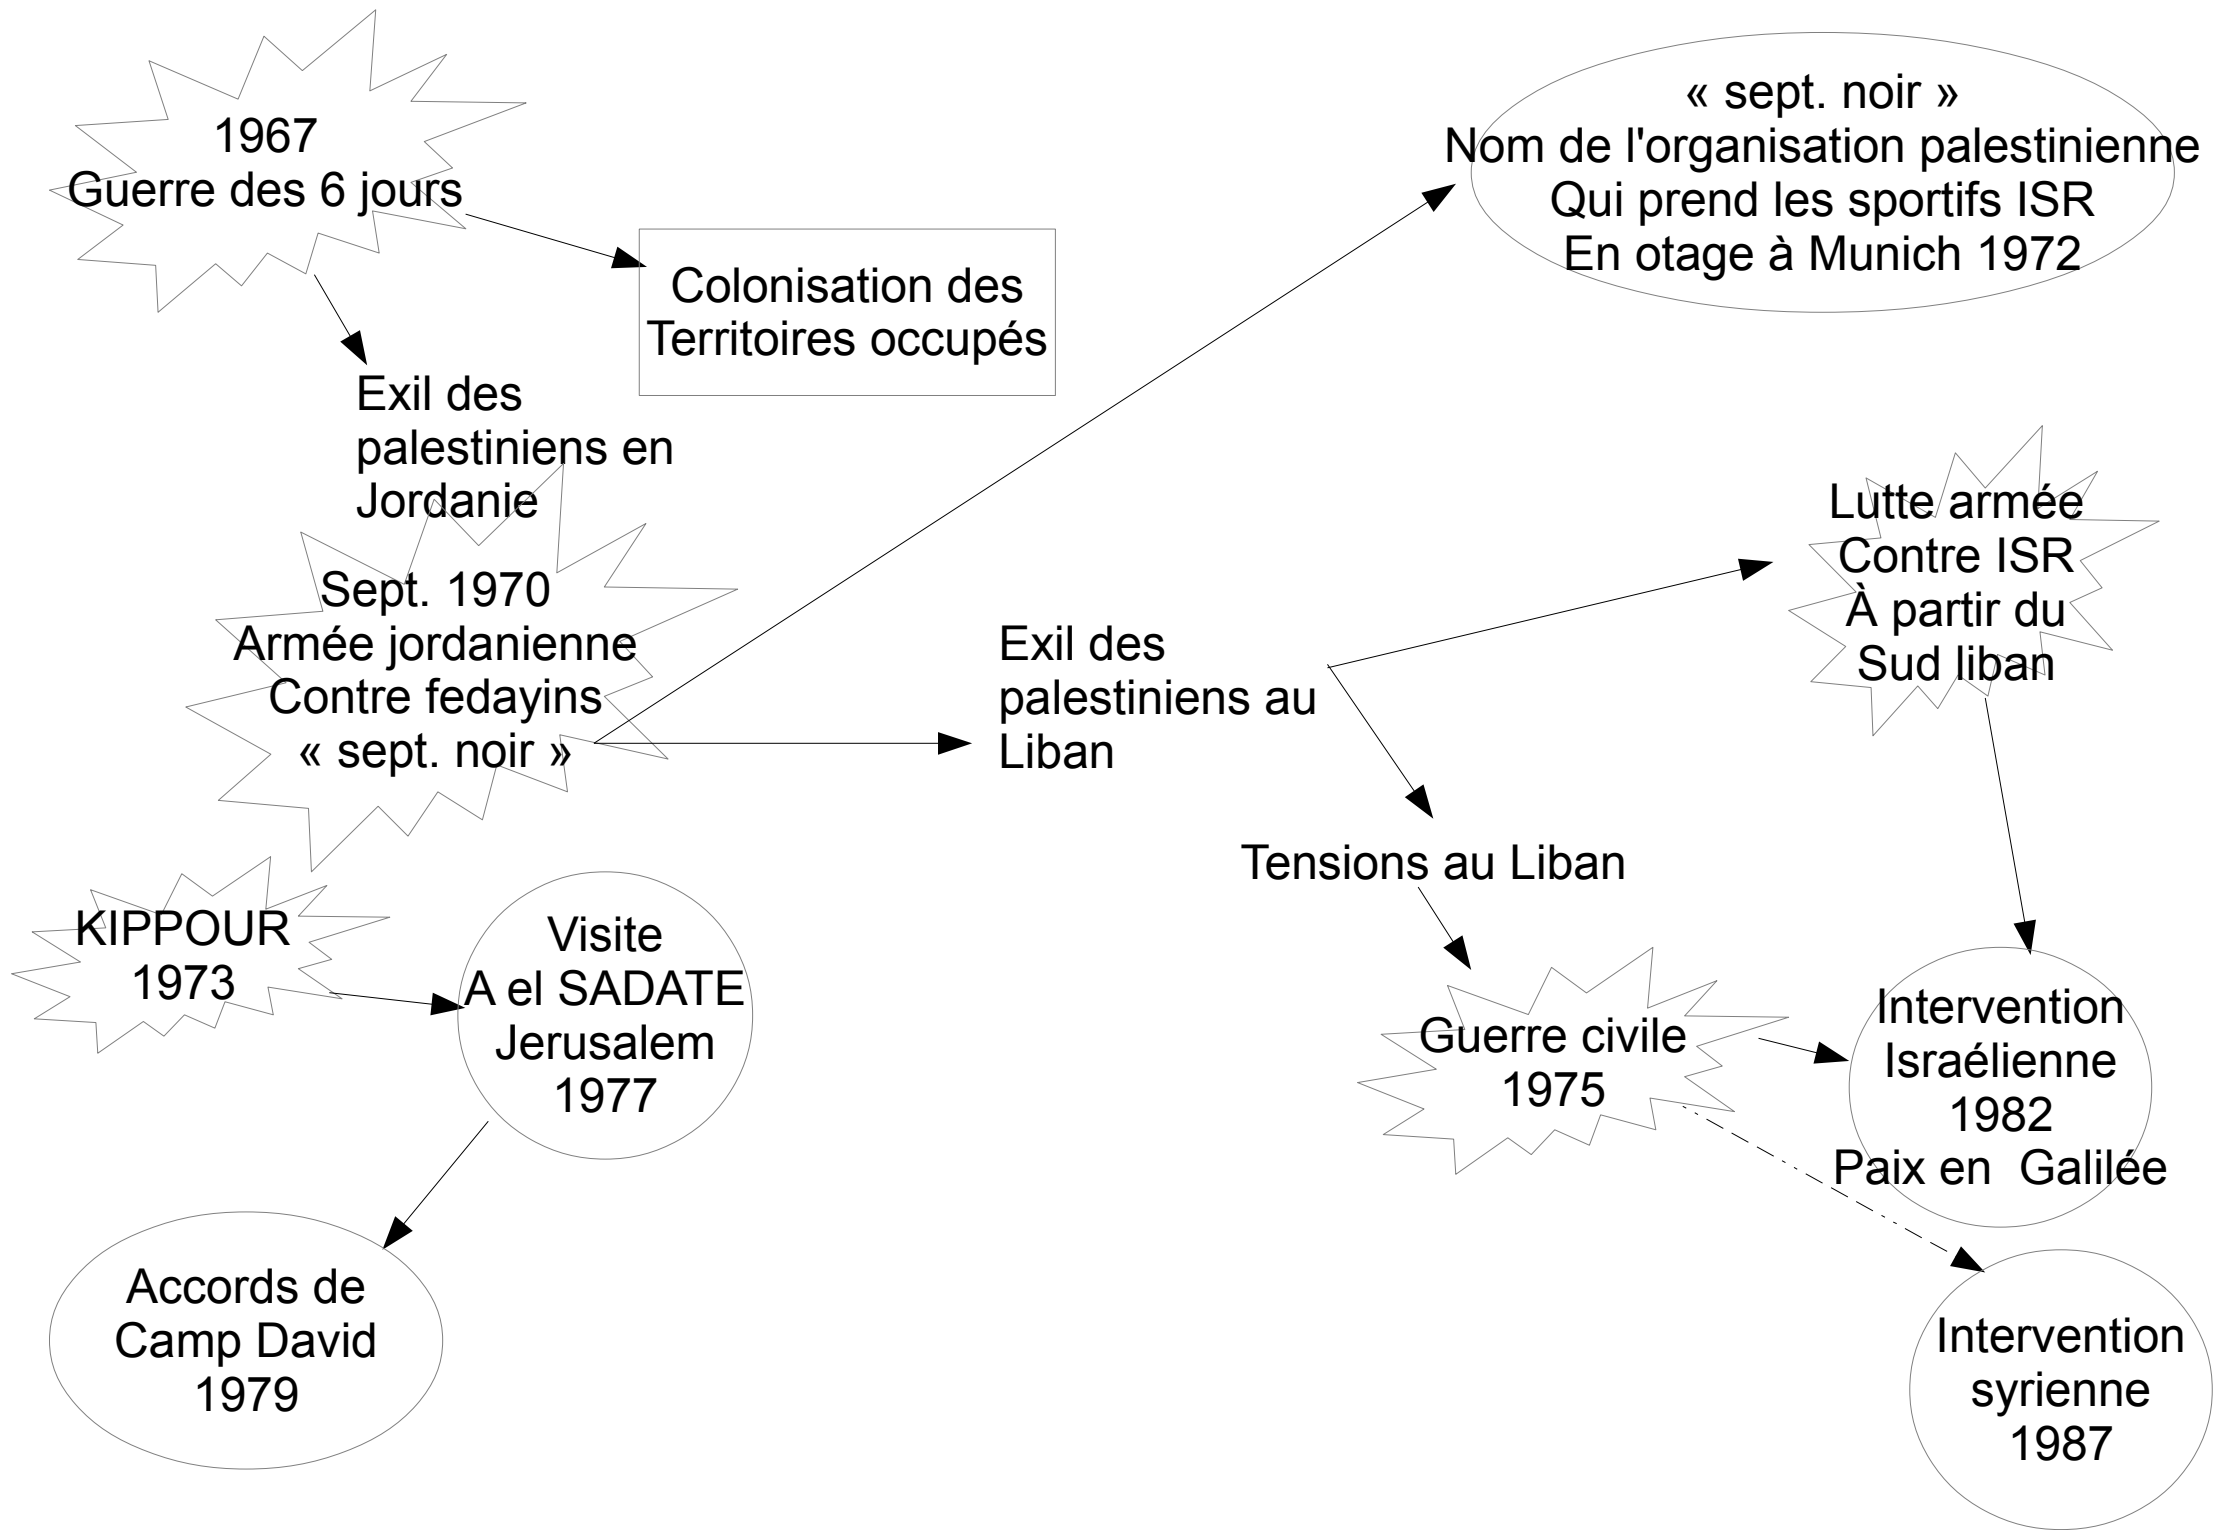 1967
Guerre des 6 jours
Colonisation des
Territoires occupés
Exil des
palestiniens en
Jordanie
Sept. 1970
Armée jordanienne
Contre fedayins
« sept. noir »
« sept. noir »
Nom de l'organisation palestinienne
Qui prend les sportifs ISR
En otage à Munich 1972
Exil des
palestiniens au
Liban
Lutte armée
Contre ISR
À partir du
Sud liban
Tensions au Liban
Guerre civile
1975
Intervention
Israélienne
1982
Paix en  Galilée
Intervention
syrienne
1987
KIPPOUR
1973
Visite
A el SADATE
Jerusalem
1977
Accords de
Camp David
1979